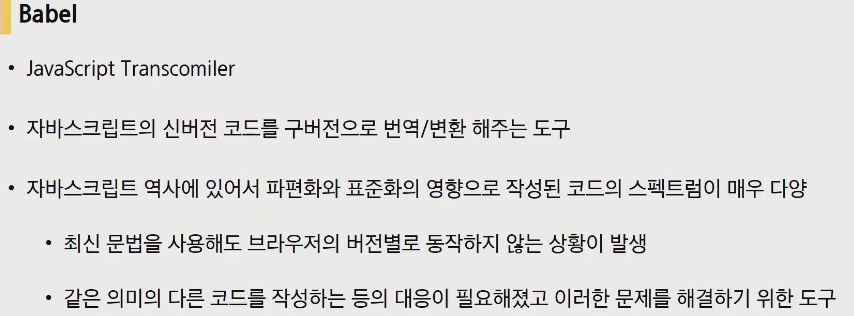 Babel
• JavaScript Transcomiler
• 자바스크립트의 신버전 코드를 구버전으로 번역/변환 해주는 도구
• 자바스크립트 역사에 있어서 파편화와 표준화의 영향으로 작성된 코드의 스펙트럼이 매우 다양
• 최신 문법을 사용해도 브라우저의 버전별로 동작하지 않는 상황이 발생
• 같은 의미의 다른 코드를 작성하는 등의 대응이 필요해졌고 이러한 문제를 해결하기 위한 도구